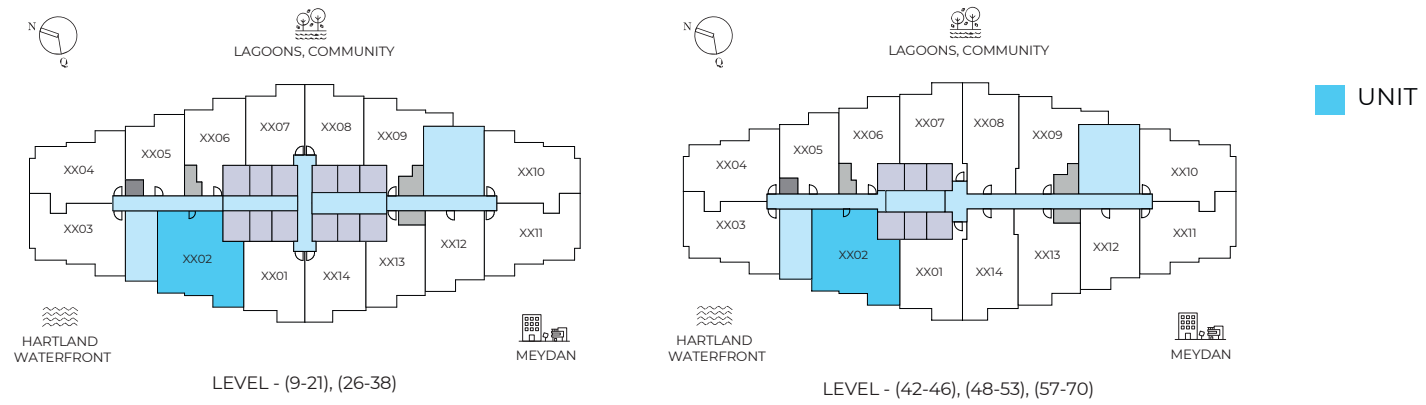 N
Q
LAGOONS, COMMUNITY
XX04
XX05
XX06
XX07
XX08
XX09
XX10
XX03
XX02
XX01
XX14
XX13
XX12
XX11
HARTLAND
WATERFRONT
MEYDAN
LEVEL - (9-21), (26-38)
N
Q
LAGOONS, COMMUNITY
XX04
XX05
XX06
XX07
XX08
XX09
XX10
XX03
XX02
XX01
XX14
XX13
XX12
XX11
HARTLAND
WATERFRONT
MEYDAN
LEVEL - (42-46), (48-53), (57-70)
UNIT